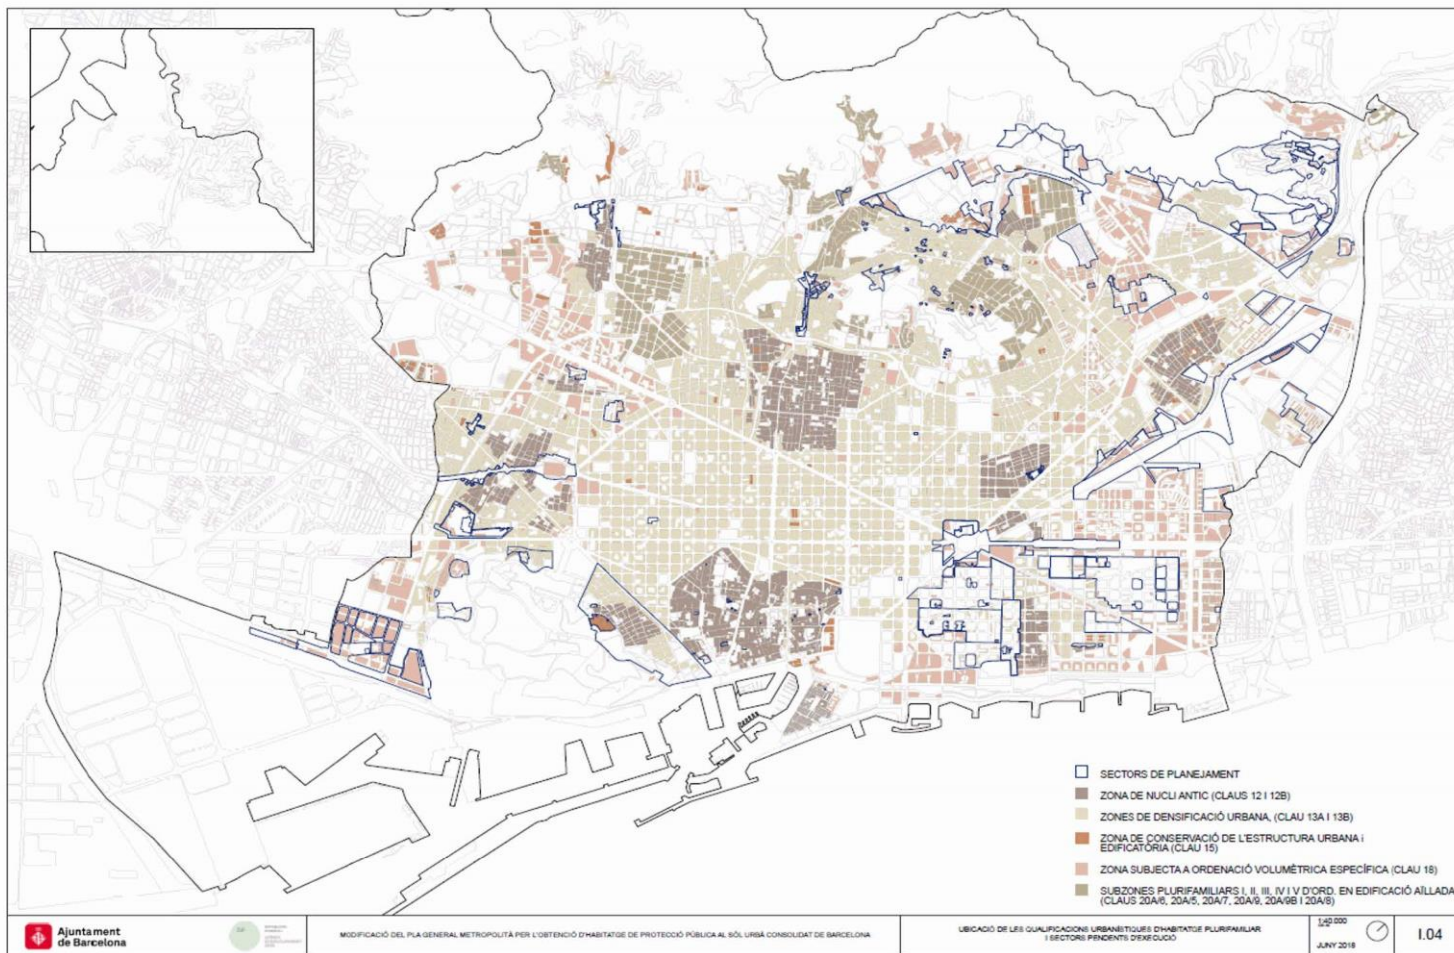 SECTORS DE PLANEJAMENT
ZONA DE NUCLI ANTIC (CLAUS 12 I 12B)
ZONES DE DENSIFICACIÓ URBANA, (CLAU 13A I 13B)
ZONA DE CONSERVACIÓ DE L'ESTRUCTURA URBANA i
EDIFICATÒRIA (CLAU 15)
ZONA SUBJECTA A ORDENACIÓ VOLUMÈTRICA ESPECÍFICA (CLAU 18)
SUBZONES PLURIFAMILIARS I, II, III, IV I V D'ORD. EN EDIFICACIÓ AÏLLADA
(CLAUS 20A/6, 20A/5, 20A/7, 20A/9, 20A/9B I 20A/8)
Ajuntament
de Barcelona
MODIFICACIÓ DEL PLA GENERAL METROPOLITÀ PER L'OBTENCIÓ D'HABITATGE DE PROTECCIÓ PÚBLICA AL SÒL URBÀ CONSOLIDAT DE BARCELONA
UBICACIÓ DE LES QUALIFICACIONS URBANÍSTIQUES D'HABITATGE PLURIFAMILIAR
I SECTORS PENDENTS D'EXECUCIÓ
1:40.000
JUNY 2018
I.04